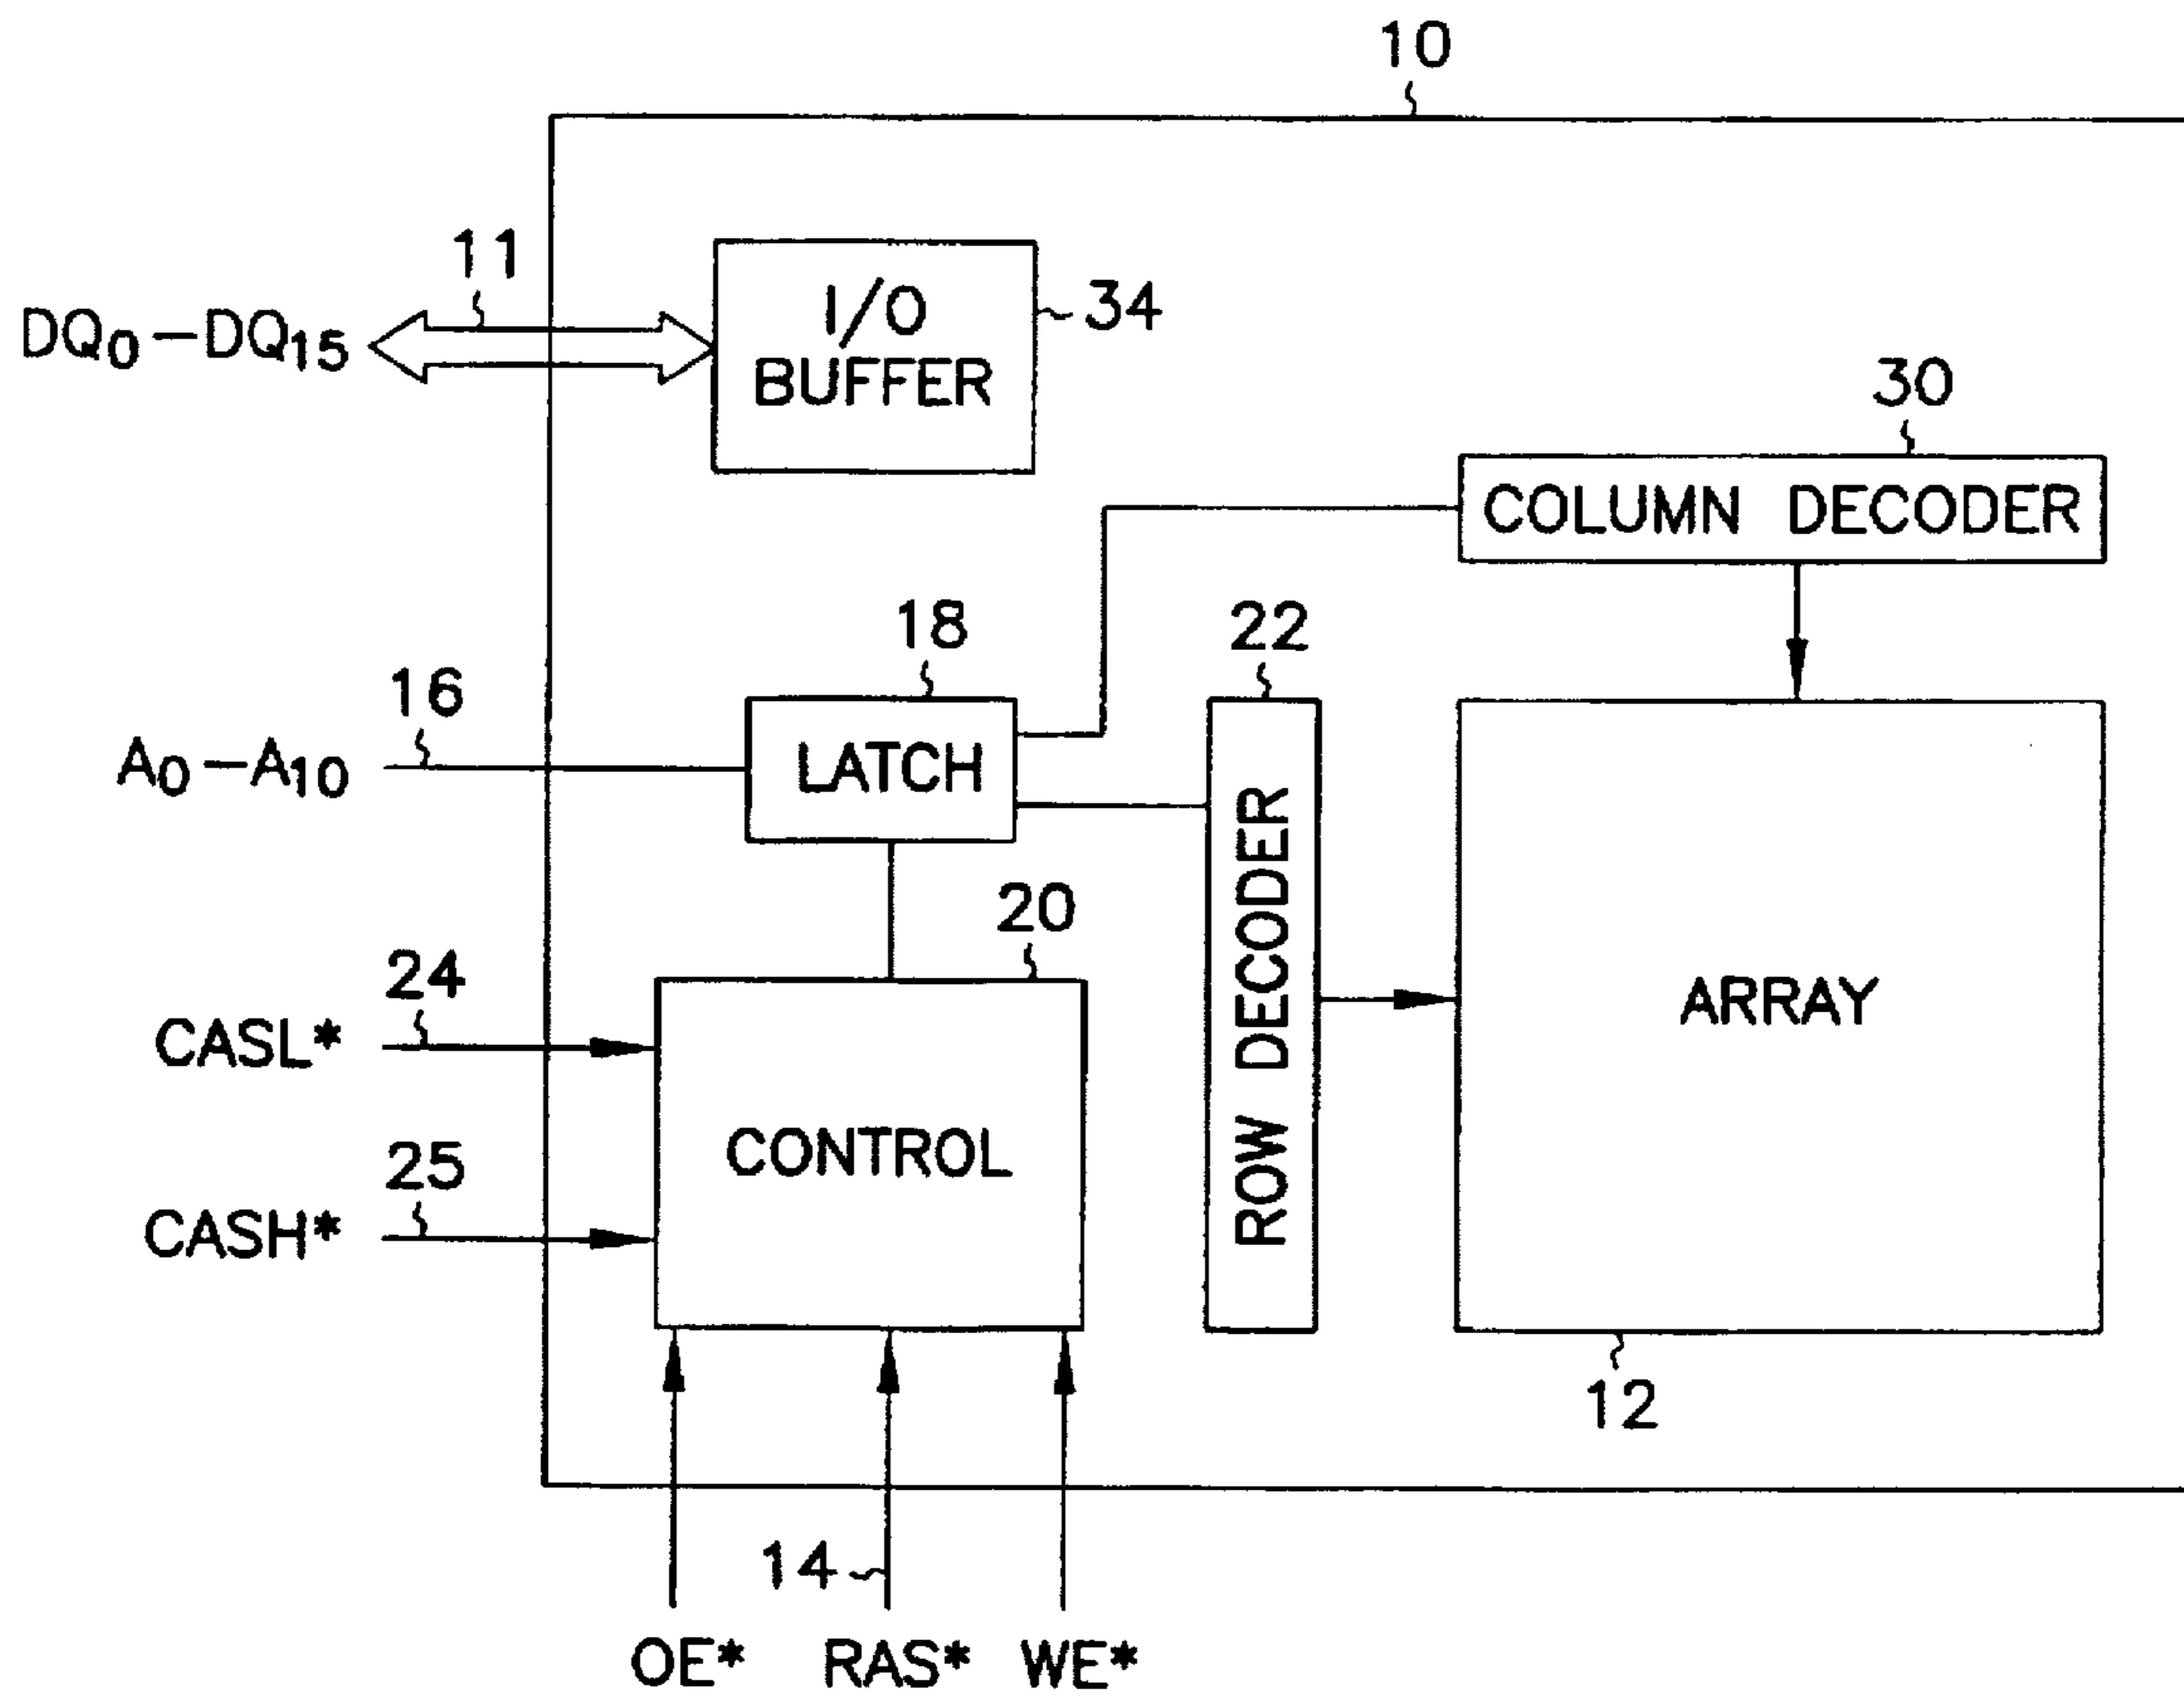 10
11
DQ0-DQ15
I/O
BUFFER
34
30
COLUMN DECODER
18
22
16
A0-A10
LATCH
20
ROW DECODER
24
CASL*
ARRAY
CONTROL
25
CASH*
12
14
OE* RAS* WE*